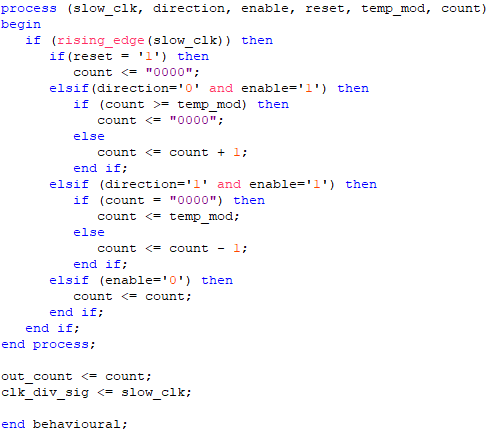 process (slow_clk, direction, enable, reset, temp_mod, count)
begin
   if (rising_edge(slow_clk)) then
      if(reset = '1') then
         count <= "0000";
      elsif(direction='0' and enable='1') then
         if (count >= temp_mod) then
            count <= "0000";
         else
            count <= count + 1;
         end if;
      elsif (direction='1' and enable='1') then
         if (count = "0000") then
            count <= temp_mod;
         else
            count <= count - 1;
         end if;
      elsif (enable='0') then
         count <= count;
      end if;
   end if;
end process;

out_count <= count;
clk_div_sig <= slow_clk;

end behavioural;